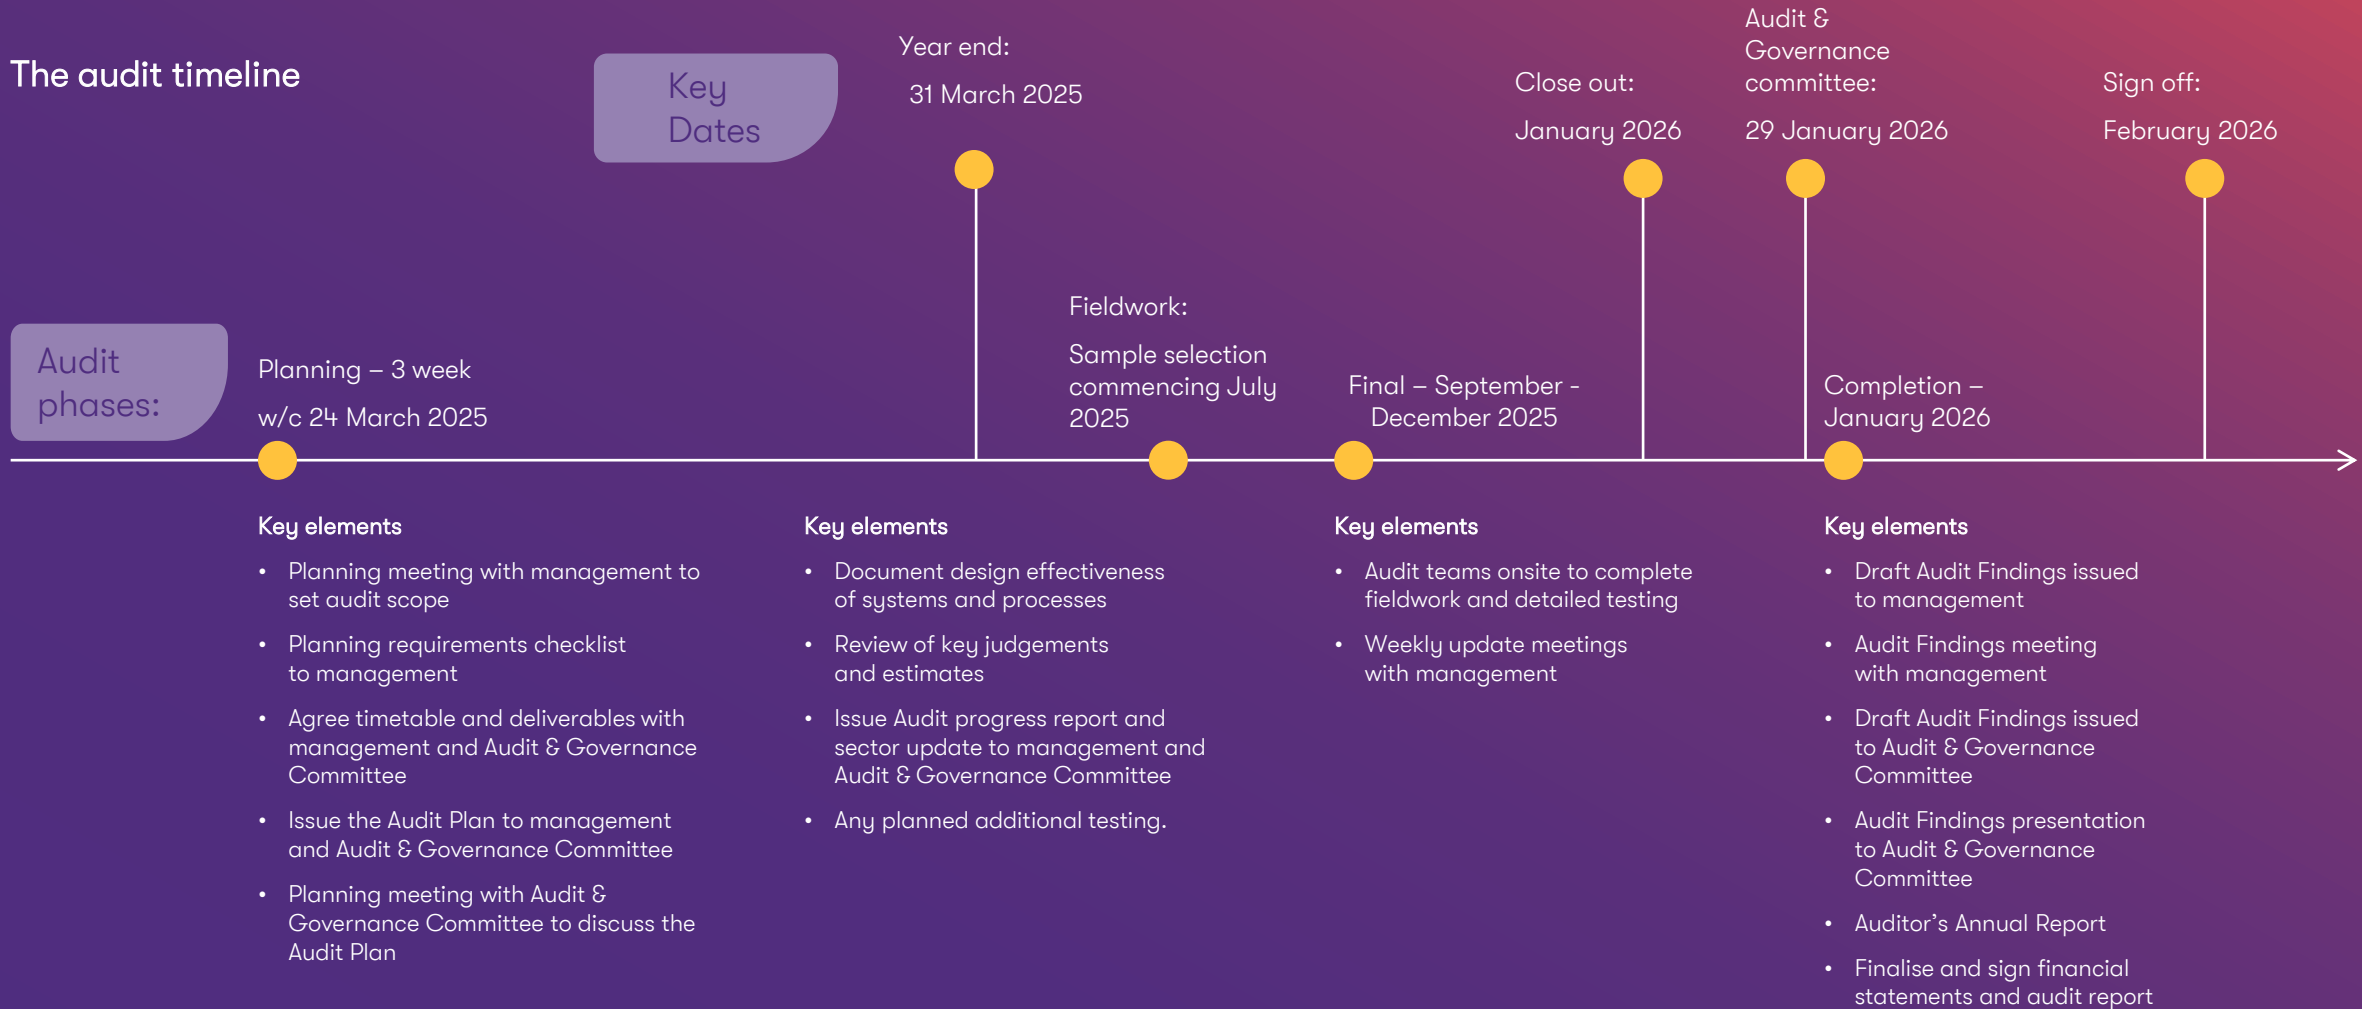 The audit timeline
Key
Dates
Year end:
31 March 2025
Close out:
January 2026
Audit &
Governance
committee:
29 January 2026
Sign off:
February 2026
Audit
phases:
Planning – 3 week
w/c 24 March 2025
Fieldwork:
Sample selection
commencing July
2025
Final – September -
December 2025
Completion –
January 2026
Key elements
• Planning meeting with management to
set audit scope
• Planning requirements checklist
to management
• Agree timetable and deliverables with
management and Audit & Governance
Committee
• Issue the Audit Plan to management
and Audit & Governance Committee
• Planning meeting with Audit &
Governance Committee to discuss the
Audit Plan
Key elements
• Document design effectiveness
of systems and processes
• Review of key judgements
and estimates
• Issue Audit progress report and
sector update to management and
Audit & Governance Committee
• Any planned additional testing.
Key elements
• Audit teams onsite to complete
fieldwork and detailed testing
• Weekly update meetings
with management
Key elements
• Draft Audit Findings issued
to management
• Audit Findings meeting
with management
• Draft Audit Findings issued
to Audit & Governance
Committee
• Audit Findings presentation
to Audit & Governance
Committee
• Auditor’s Annual Report
• Finalise and sign financial
statements and audit report